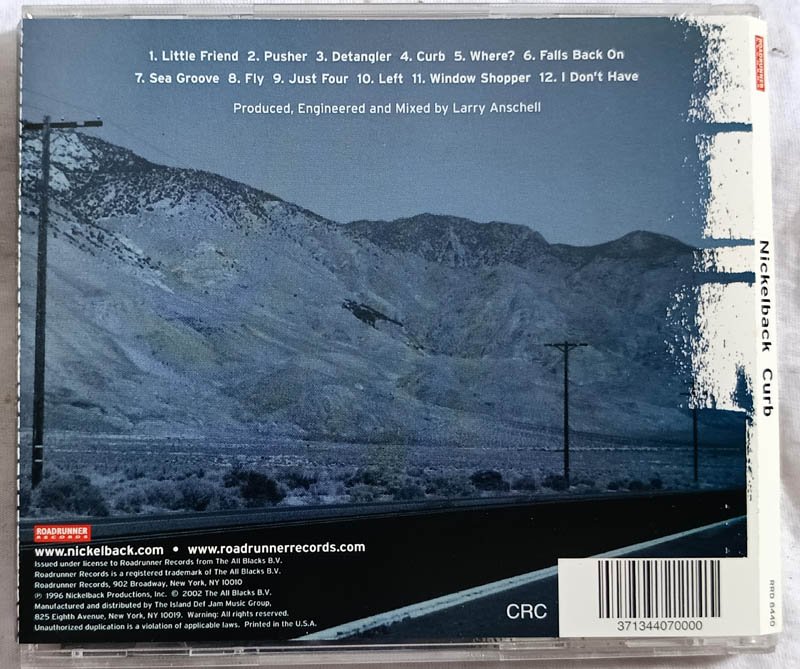 1. Little Friend 2. Pusher 3. Detangler 4. Curb 5. Where? 6. Falls Back On
7. Sea Groove 8. Fly 9. Just Four 10. Left 11. Window Shopper 12. I Don't Have
Produced, Engineered and Mixed by Larry Anschell
ROADRUNNER
RECORDS
Nickelback Curb
RRD 8440
ROADRUNNER
RECORDS
www.nickelback.com • www.roadrunnerrecords.com
Issued under license to Roadrunner Records from The All Blacks B.V.
Roadrunner Records is a registered trademark of The All Blacks B.V.
Roadrunner Records, 902 Broadway, New York, NY 10010
℗ 1996 Nickelback Productions, Inc. © 2002 The All Blacks B.V.
Manufactured and distributed by The Island Def Jam Music Group,
825 Eighth Avenue, New York, NY 10019. Warning: All rights reserved.
Unauthorized duplication is a violation of applicable laws. Printed in the U.S.A.
CRC
371344070000